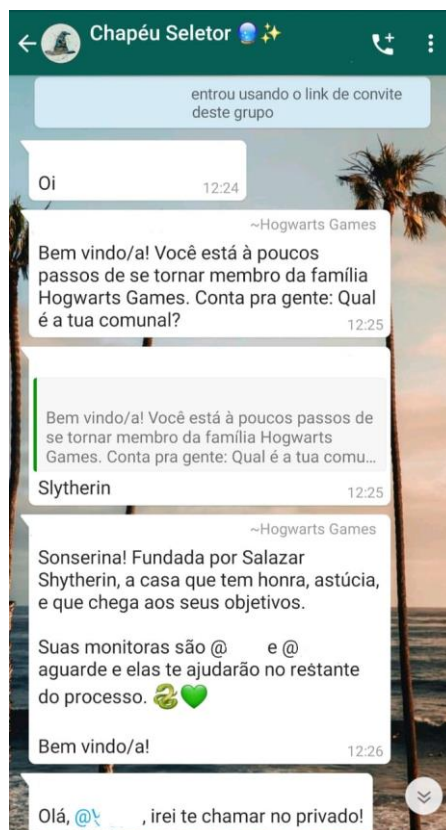 Chapéu Seletor 🔮✨
entrou usando o link de convite
deste grupo
Oi
12:24
~Hogwarts Games
Bem vindo/a! Você está à poucos
passos de se tornar membro da família
Hogwarts Games. Conta pra gente: Qual
é a tua comunal?
12:25
Bem vindo/a! Você está à poucos passos de
se tornar membro da família Hogwarts
Games. Conta pra gente: Qual é a tua comu...
Slytherin
12:25
~Hogwarts Games
Sonserina! Fundada por Salazar
Shytherin, a casa que tem honra, astúcia,
e que chega aos seus objetivos.
Suas monitoras são @ e @
aguarde e elas te ajudarão no restante
do processo. 🐍💚
Bem vindo/a!
12:26
Olá, @ , irei te chamar no privado!